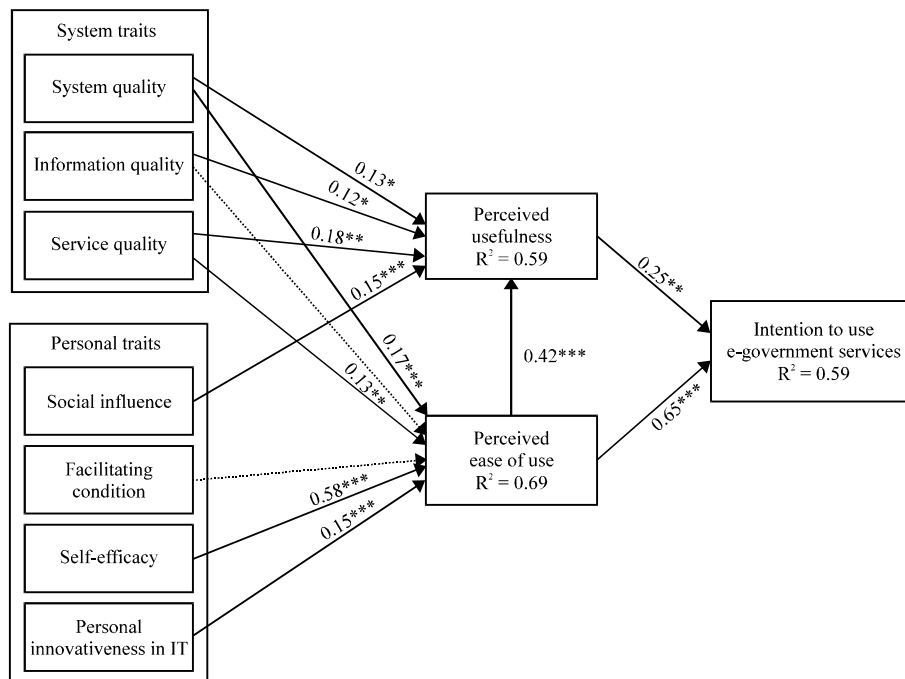 System traits
System quality
Information quality
Service quality
Personal traits
Social influence
Facilitating
condition
Self-efficacy
Personal
innovativeness in IT
0.13*
0.12*
0.18**
0.15***
0.17***
0.13**
0.58***
0.15***
Perceived
usefulness
R² = 0.59
0.42***
Perceived
ease of use
R² = 0.69
0.25**
0.65***
Intention to use
e-government services
R² = 0.59